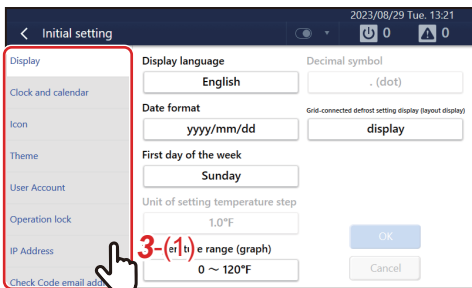 2023/08/29 Tue. 13:21
Initial setting
0
0
Display
Clock and calendar
Icon
Theme
User Account
Operation lock
IP Address
Check Code email add
Display language
English
Date format
yyyy/mm/dd
First day of the week
Sunday
Unit of setting temperature step
1.0°F
3-(1)
e range (graph)
0 ～ 120°F
Decimal symbol
. (dot)
Grid-connected defrost setting display (layout display)
display
OK
Cancel